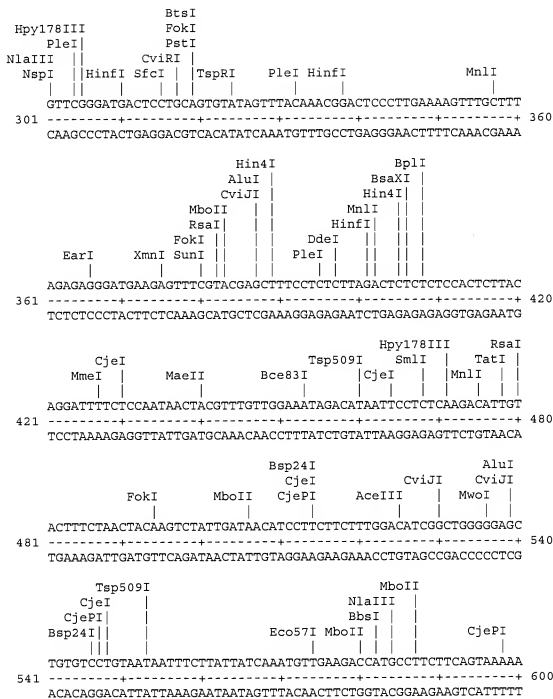 BtsI
Hpy178III FokI
PleI PstI
NlaIII CviRI
NspI HinfI SfcI TspRI PleI HinfI MnlI
GTTCGGGATGACTCCTGCAGTGTATAGTTTACAAACGGACTCCCTTGAAAAGTTTGCTTT
301 ---------+---------+---------+---------+---------+---------+ 360
CAAGCCCTACTGAGGACGTCACATATCAAATGTTTGCCTGAGGGAACTTTTCAAACGAAA
Hin4I BplI
AluI BsaXI
CviJI Hin4I
MboII MnlI
RsaI HinfI
FokI DdeI
EarI XmnI SunI PleI
AGAGAGGGATGAAGAGTTTCGTACGAGCTTTCCTCTCTTAGACTCTCTCTCCACTCTTAC
361 ---------+---------+---------+---------+---------+---------+ 420
TCTCTCCCTACTTCTCAAAGCATGCTCGAAAGGAGAGAATCTGAGAGAGAGGTGAGAATG
Hpy178III RsaI
CjeI Tsp509I SmlI TatI
MmeI MaeII Bce83I CjeI MnlI
AGGATTTTCTCCAATAACTACGTTTGTTGGAAATAGACATAATTCCTCTCAAGACATTGT
421 ---------+---------+---------+---------+---------+---------+ 480
TCCTAAAAGAGGTTATTGATGCAAACAACCTTTATCTGTATTAAGGAGAGTTCTGTAACA
Bsp24I AluI
CjeI CviJI CviJI
FokI MboII CjePI AceIII MwoI
ACTTTCTAACTACAAGTCTATTGATAACATCCTTCTTCTTTGGACATCGGCTGGGGGAGC
481 ---------+---------+---------+---------+---------+---------+ 540
TGAAAGATTGATGTTCAGATAACTATTGTAGGAAGAAGAAACCTGTAGCCGACCCCCTCG
Tsp509I MboII
CjeI NlaIII
CjePI BbsI
Bsp24I Eco57I MboII CjePI
TGTGTCCTGTAATAATTTCTTATTATCAAATGTTGAAGACCATGCCTTCTTCAGTAAAAA
541 ---------+---------+---------+---------+---------+---------+ 600
ACACAGGACATTATTAAAGAATAATAGTTTACAACTTCTGGTACGGAAGAAGTCATTTTT